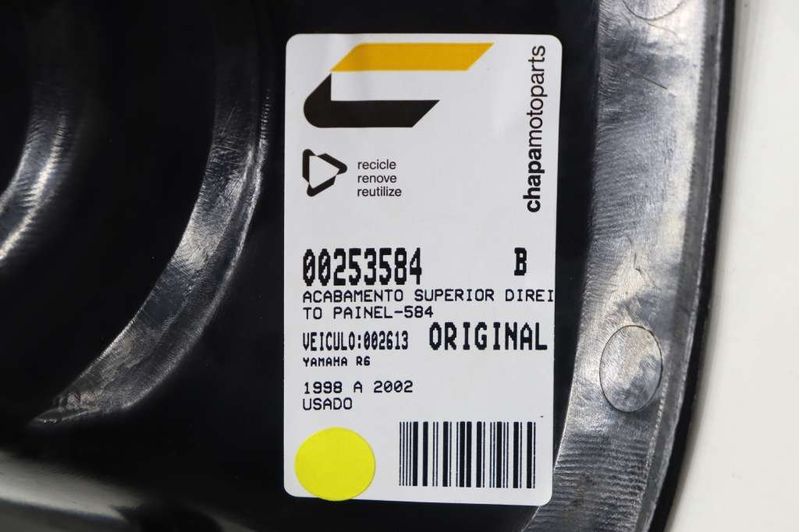 chapamotoparts
recicle
renove
reutilize
00253584 B
ACABAMENTO SUPERIOR DIREI
TO PAINEL-584
VEICULO:002613 ORIGINAL
YAMAHA R6
1998 A 2002
USADO